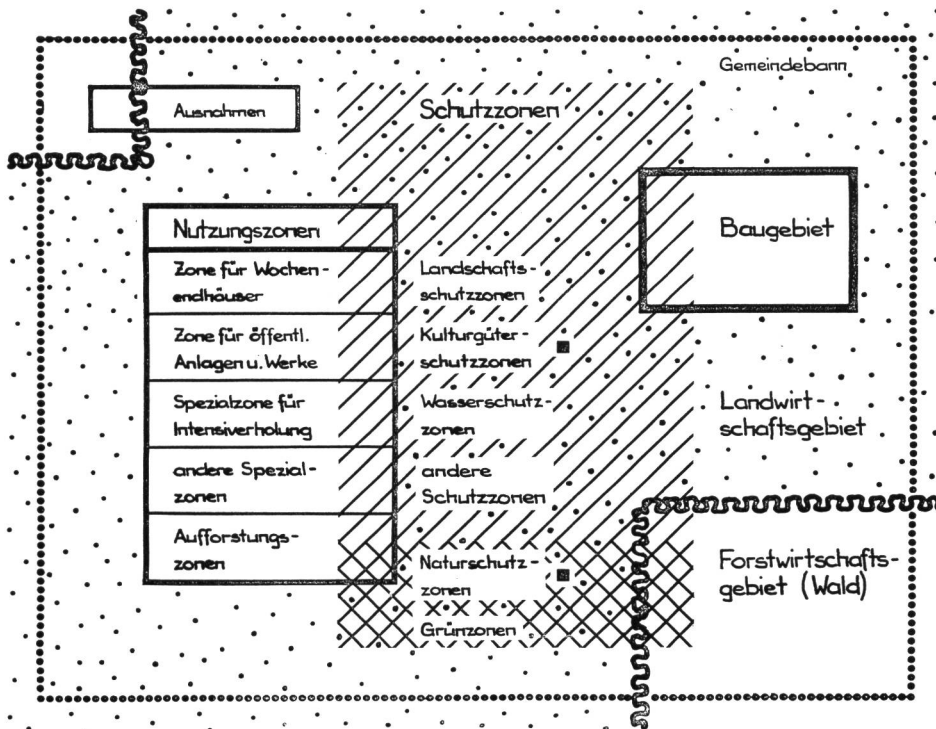 Gemeindebann
Ausnahmen
Schutzzonen
Nutzungszonen
Zone für Wochen-
endhäuser
Zone für öffentl.
Anlagen u. Werke
Spezialzone für
Intensiverholung
andere Spezial-
zonen
Aufforstungs-
zonen
Landschafts-
schutzzonen
Kulturgüter-
schutzzonen
Wasserschutz-
zonen
andere
Schutzzonen
Naturschutz-
zonen
Grünzonen
Baugebiet
Landwirt-
schaftsgebiet
Forstwirtschafts-
gebiet (Wald)